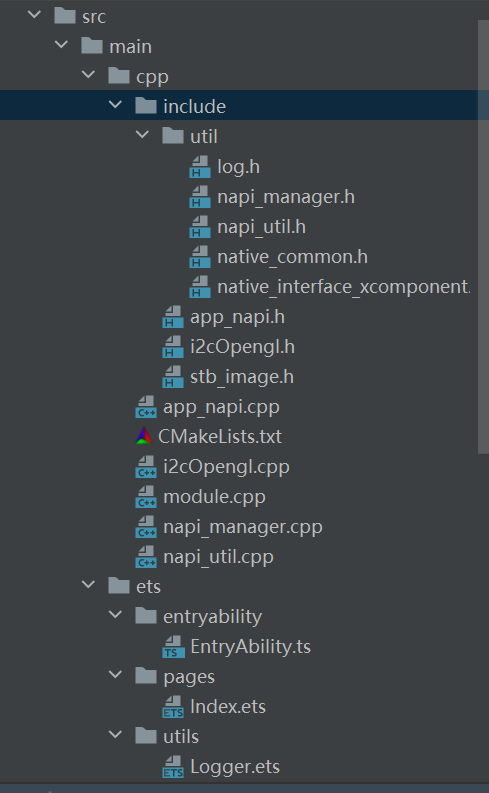 src
main
cpp
include
util
log.h
napi_manager.h
napi_util.h
native_common.h
native_interface_xcomponent.
app_napi.h
i2cOpengl.h
stb_image.h
app_napi.cpp
CMakeLists.txt
i2cOpengl.cpp
module.cpp
napi_manager.cpp
napi_util.cpp
ets
entryability
EntryAbility.ts
pages
Index.ets
utils
Logger.ets